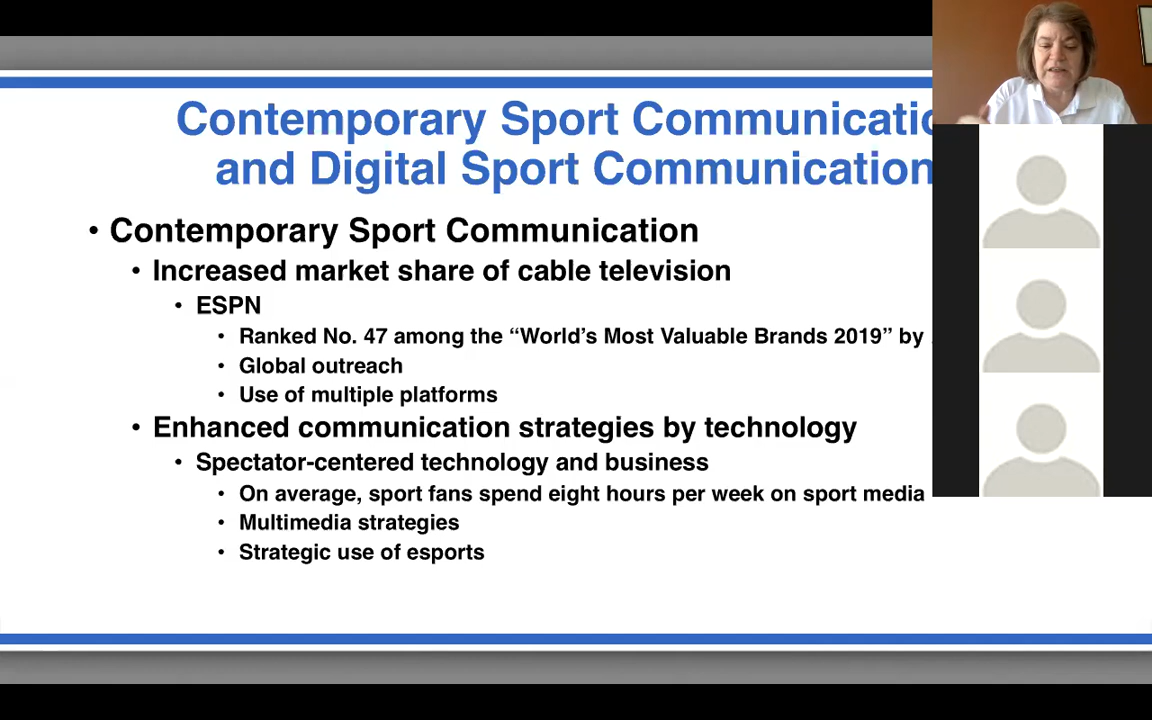 Contemporary Sport
and Digital Sport Communication
• Contemporary Sport Communication
• Increased market share of cable television
• ESPN
• Ranked No. 47 among the “World’s Most Valuable Brands 2019” by
• Global outreach
• Use of multiple platforms
• Enhanced communication strategies by technology
• Spectator-centered technology and business
• On average, sport fans spend eight hours per week on sport media
• Multimedia strategies
• Strategic use of esports